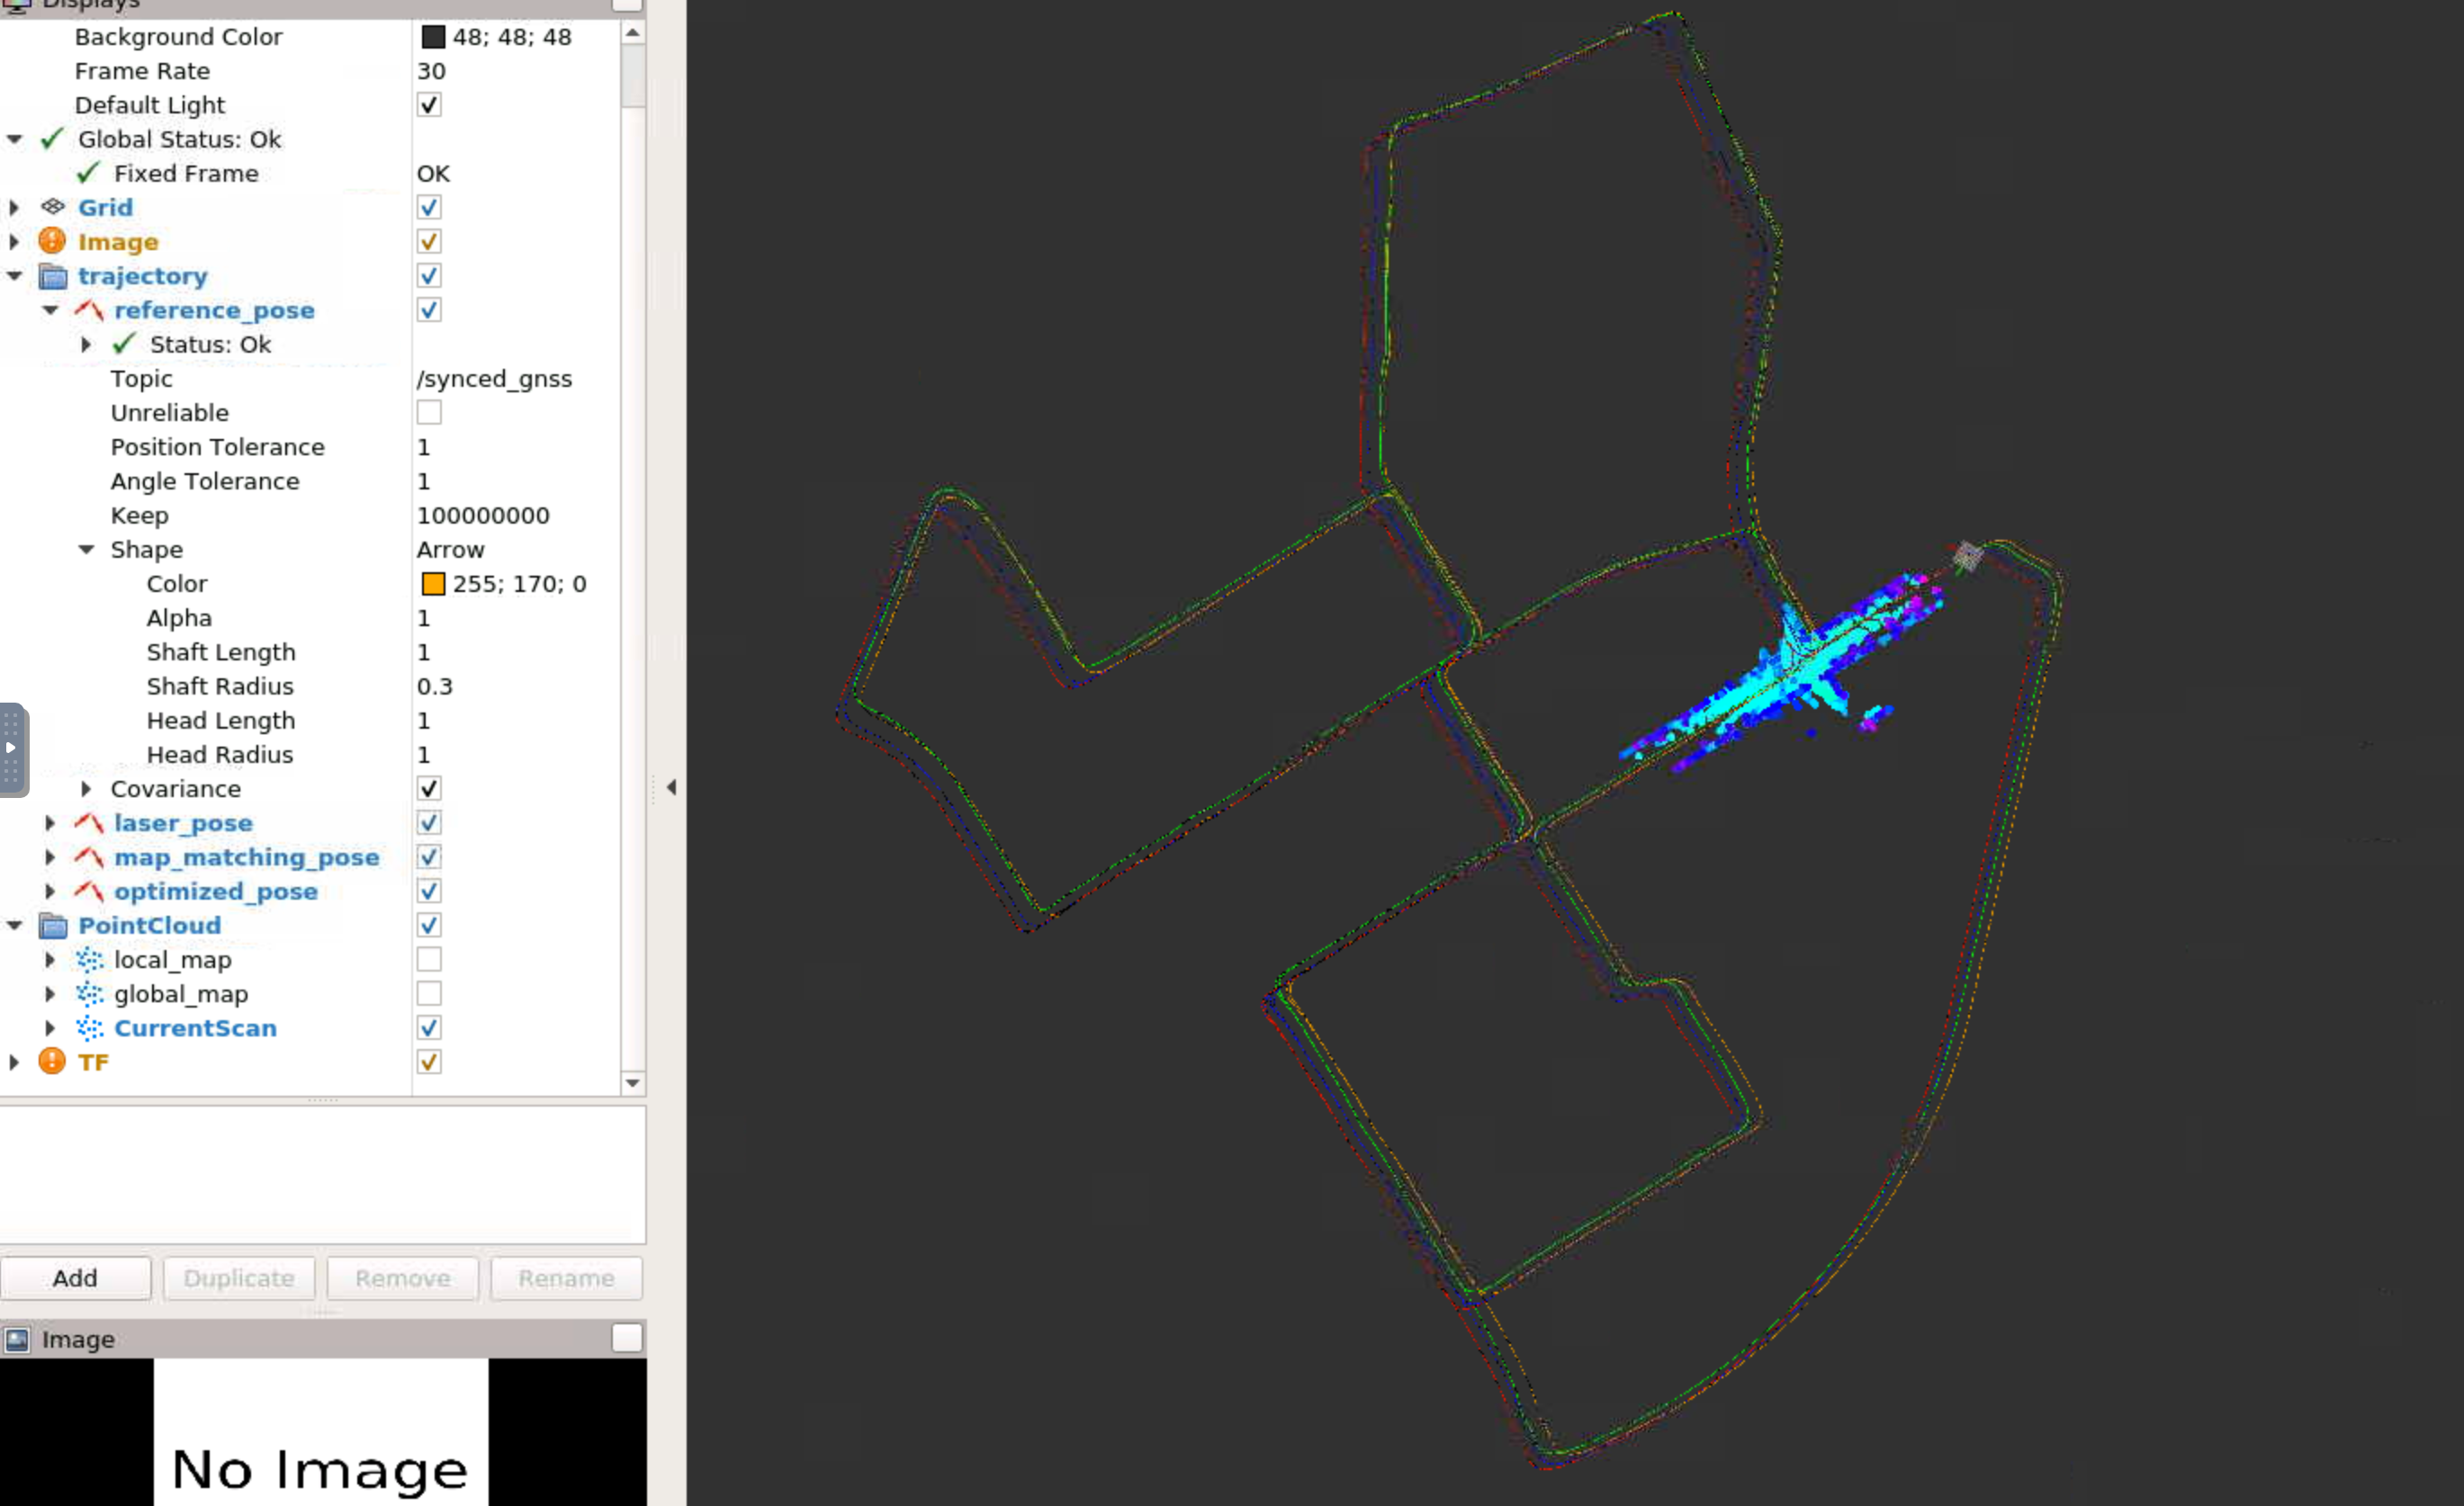 Displays
Background Color 48; 48; 48
Frame Rate 30
Default Light
Global Status: Ok
Fixed Frame OK
Grid
Image
trajectory
reference_pose
Status: Ok
Topic /synced_gnss
Unreliable
Position Tolerance 1
Angle Tolerance 1
Keep 100000000
Shape Arrow
Color 255; 170; 0
Alpha 1
Shaft Length 1
Shaft Radius 0.3
Head Length 1
Head Radius 1
Covariance
laser_pose
map_matching_pose
optimized_pose
PointCloud
local_map
global_map
CurrentScan
TF
Add Duplicate Remove Rename
Image
No Image